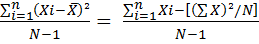 ∑ⁿᵢ₌₁(Xi-X̄)²/N-1 = ∑ⁿᵢ₌₁Xi-[(∑X)²/N]/N-1